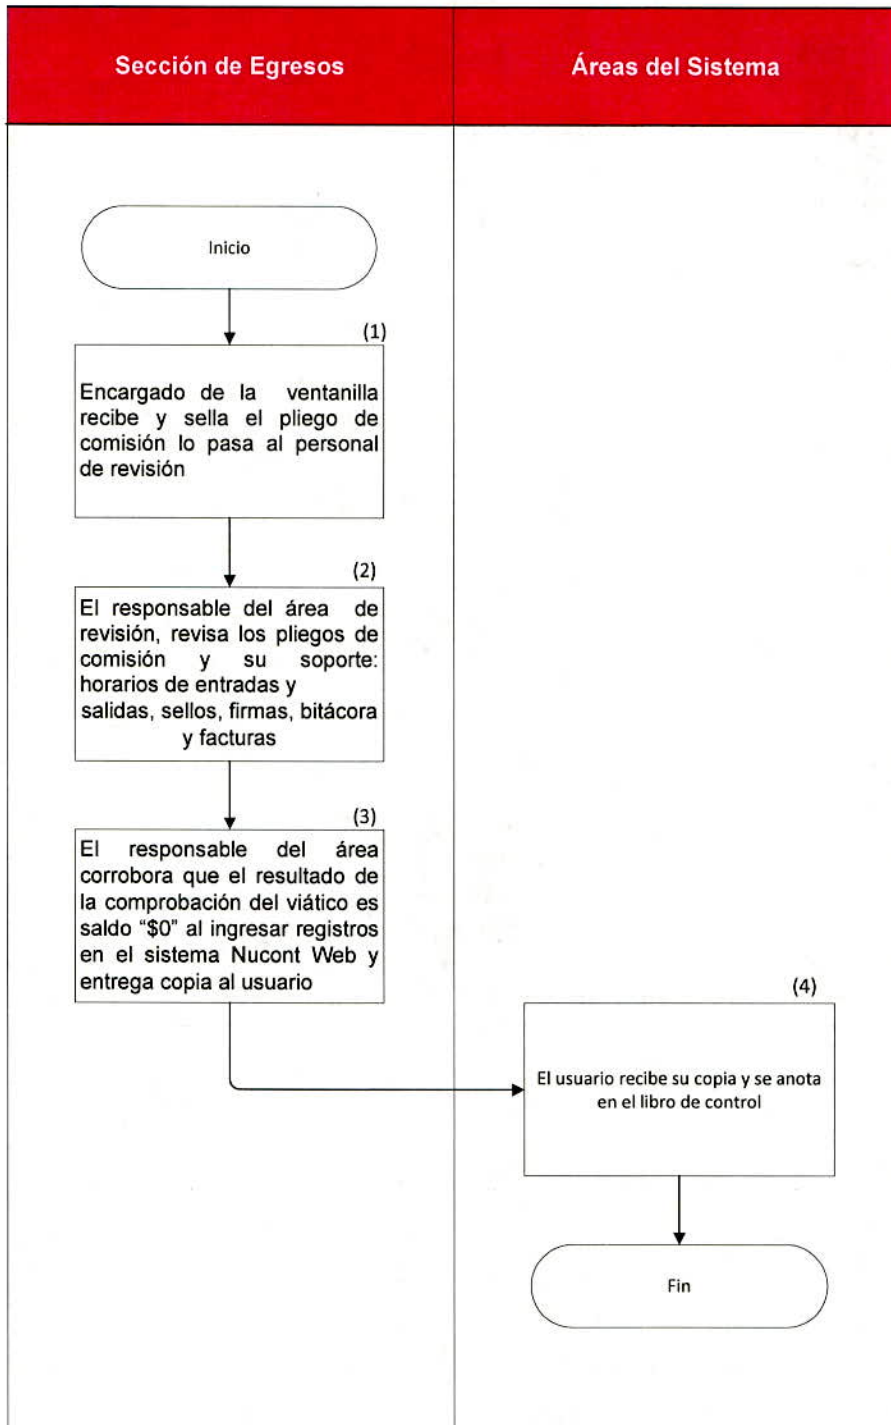 Sección de Egresos
Áreas del Sistema
Inicio
(1)
Encargado de la ventanilla
recibe y sella el pliego de
comisión lo pasa al personal
de revisión
(2)
El responsable del área de
revisión, revisa los pliegos de
comisión y su soporte:
horarios de entradas y
salidas, sellos, firmas, bitácora
y facturas
(3)
El responsable del área
corrobora que el resultado de
la comprobación del viático es
saldo “$0” al ingresar registros
en el sistema Nucont Web y
entrega copia al usuario
(4)
El usuario recibe su copia y se anota
en el libro de control
Fin